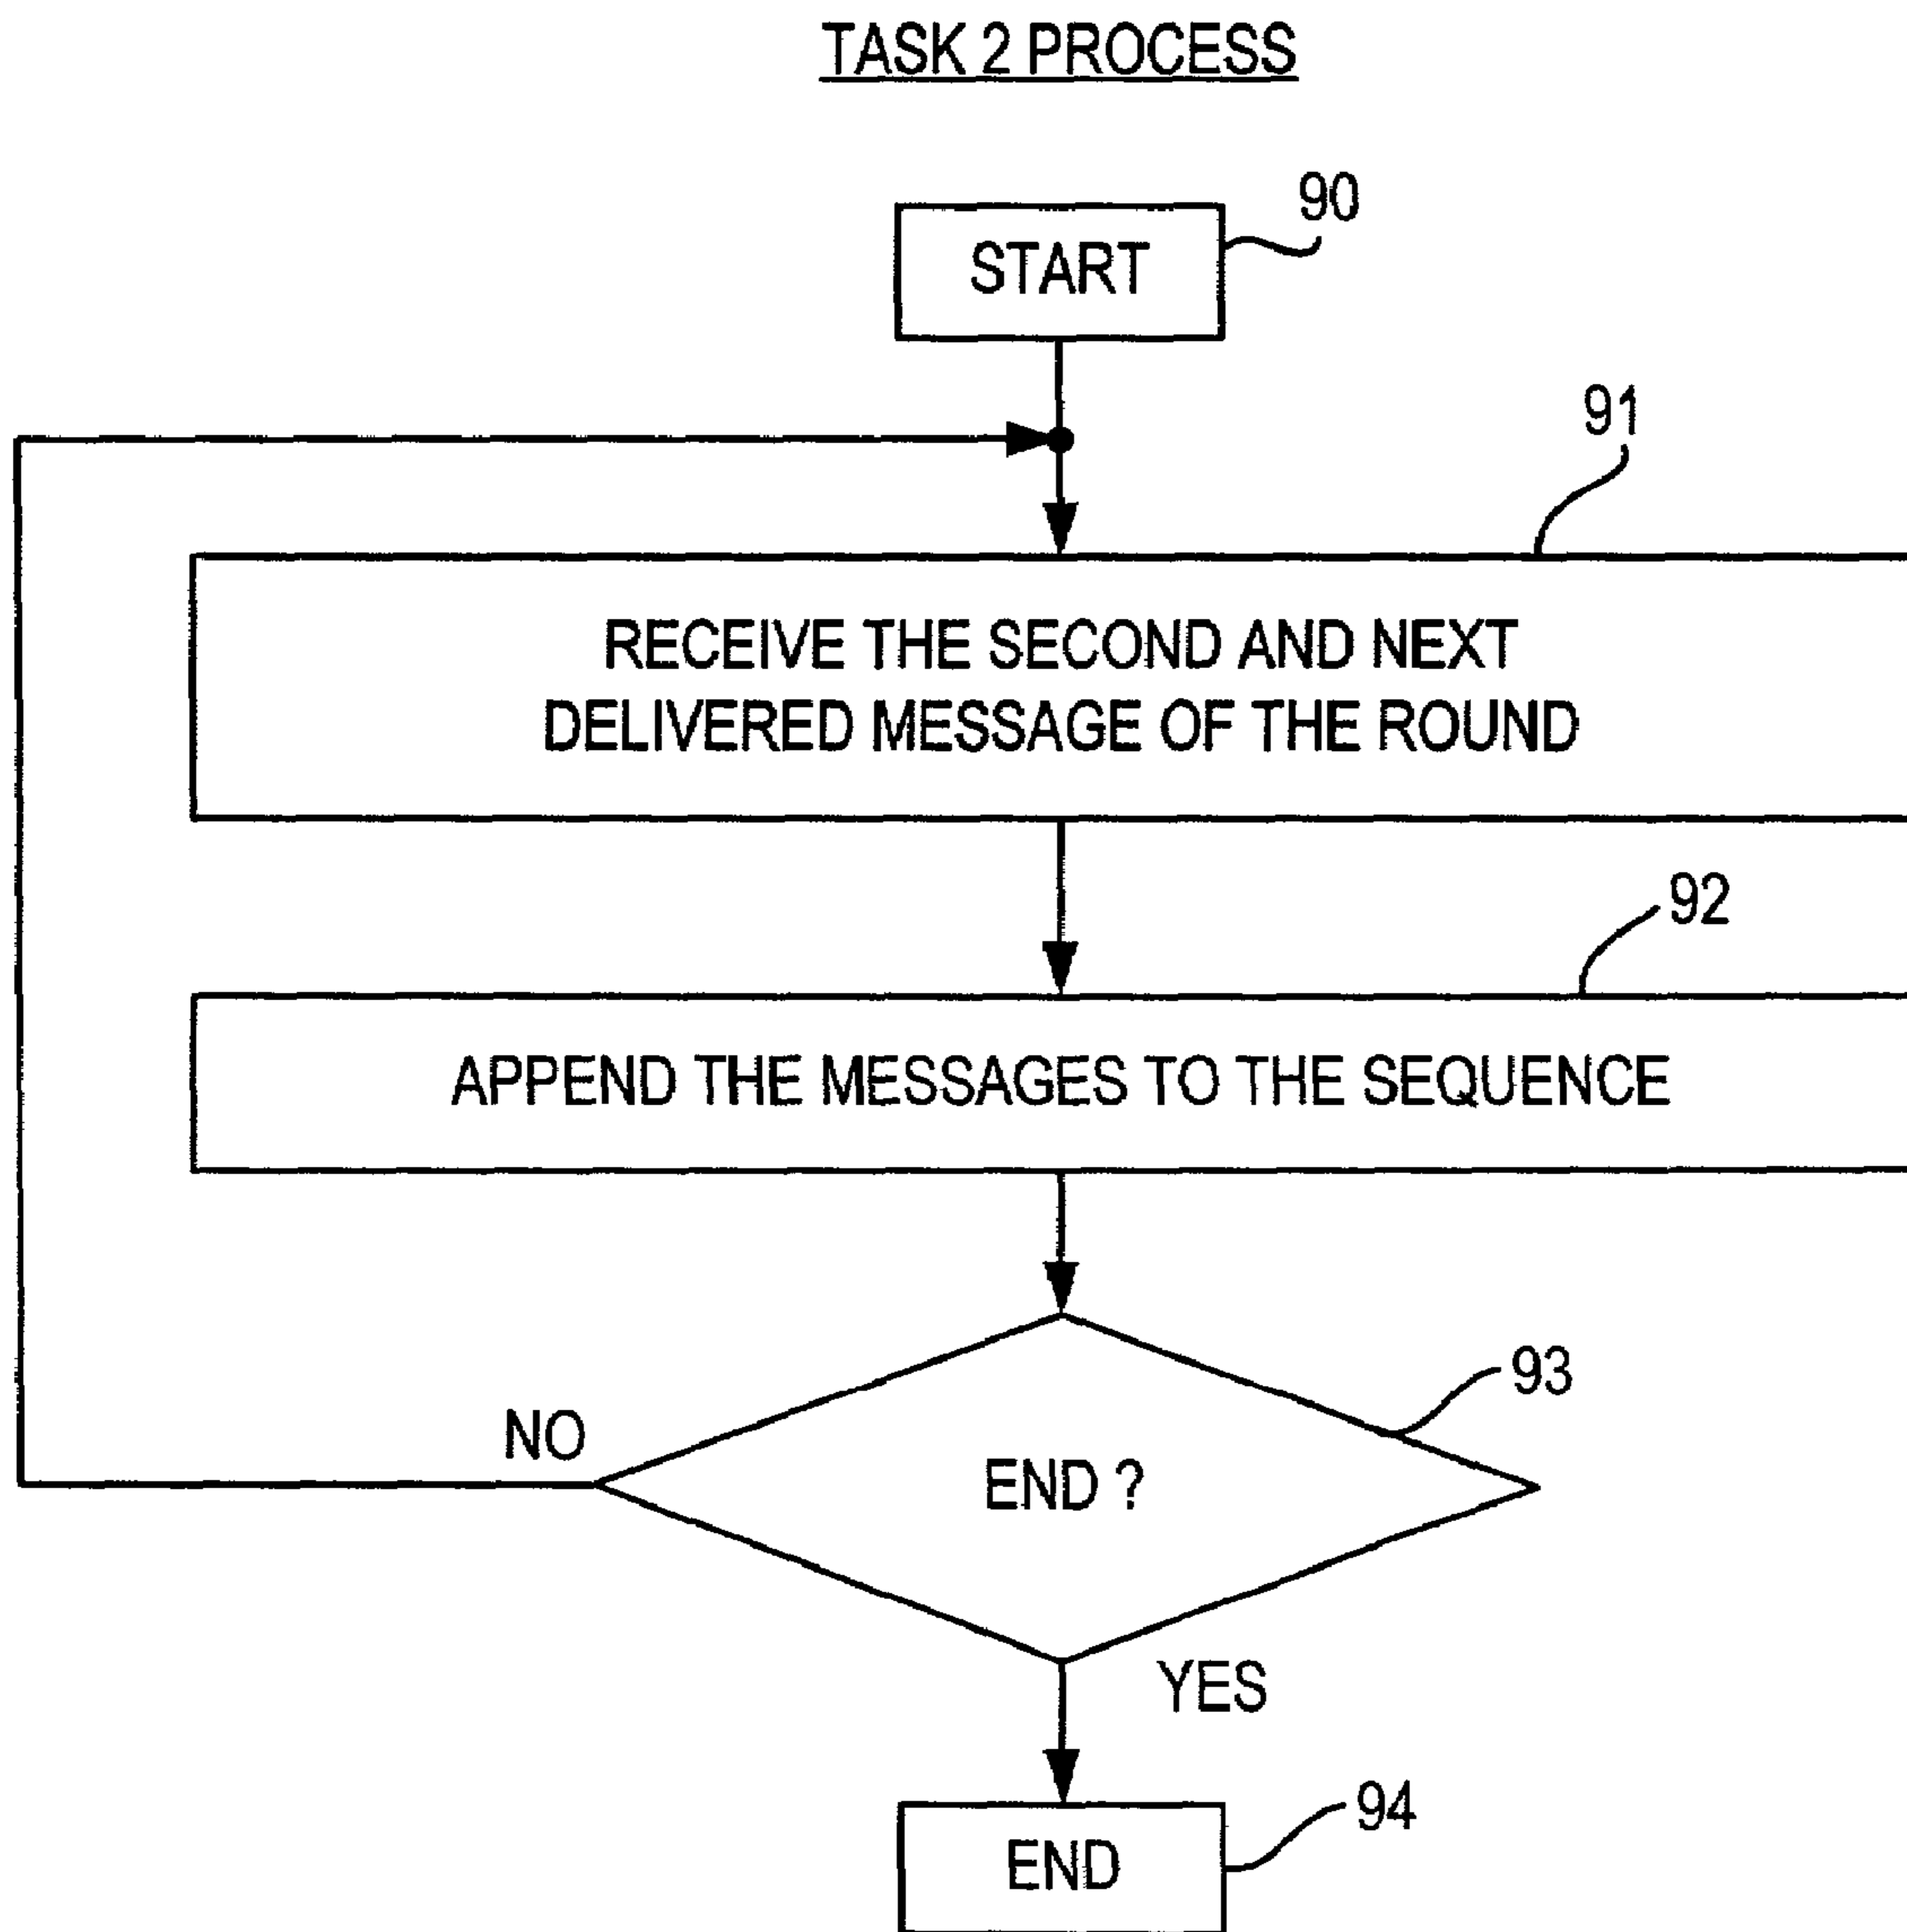 TASK 2 PROCESS
90
START
91
RECEIVE THE SECOND AND NEXT
DELIVERED MESSAGE OF THE ROUND
92
APPEND THE MESSAGES TO THE SEQUENCE
93
NO
END ?
YES
94
END